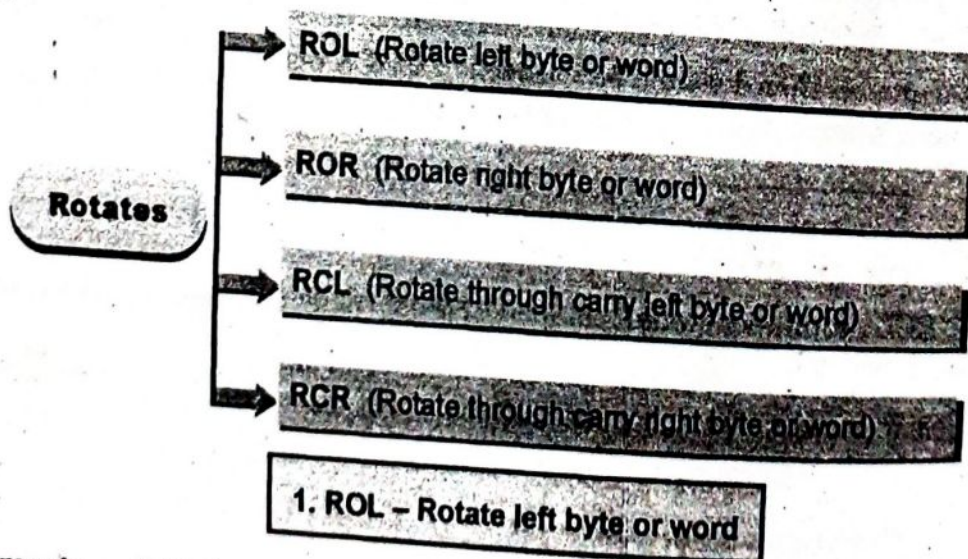 ROL (Rotate left byte or word)
ROR (Rotate right byte or word)
Rotates
RCL (Rotate through carry left byte or word)
RCR (Rotate through carry right byte or word)
1. ROL – Rotate left byte or word